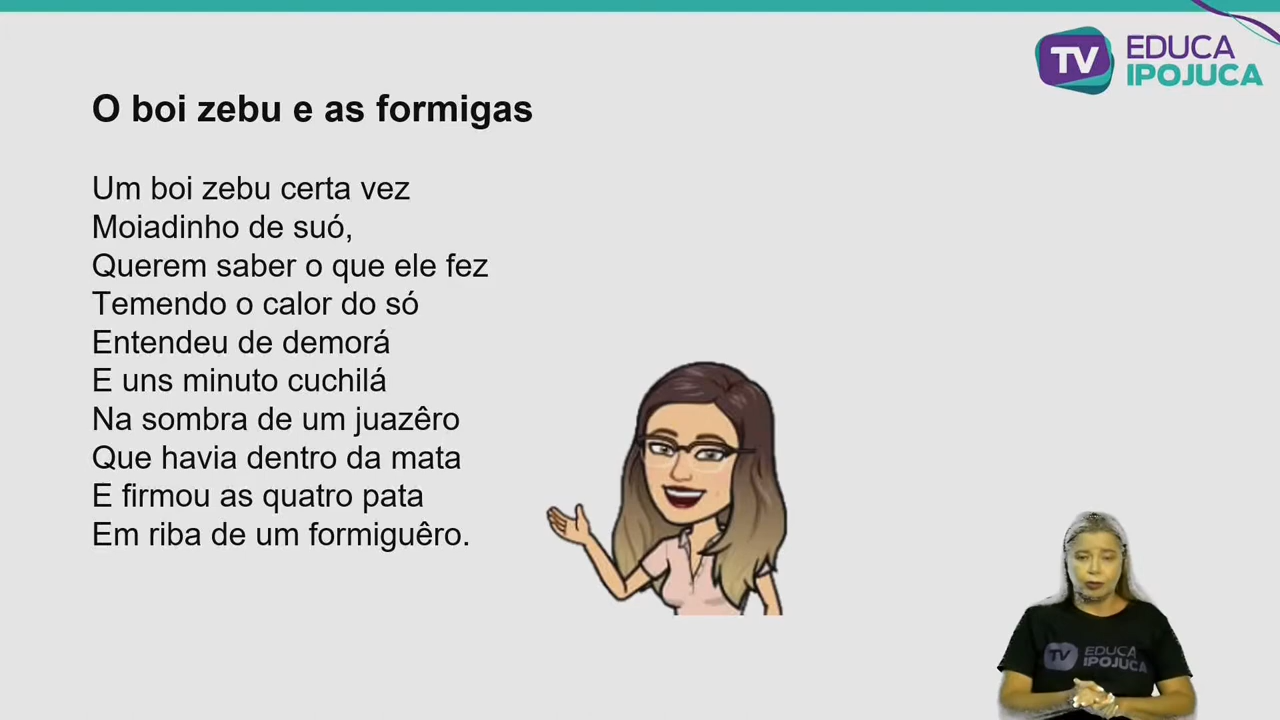 TV EDUCA
IPOJUCA
O boi zebu e as formigas
Um boi zebu certa vez
Moiadinho de suó,
Querem saber o que ele fez
Temendo o calor do só
Entendeu de demorá
E uns minuto cuchilá
Na sombra de um juazêro
Que havia dentro da mata
E firmou as quatro pata
Em riba de um formiguêro.
TV EDUCA
IPOJUCA